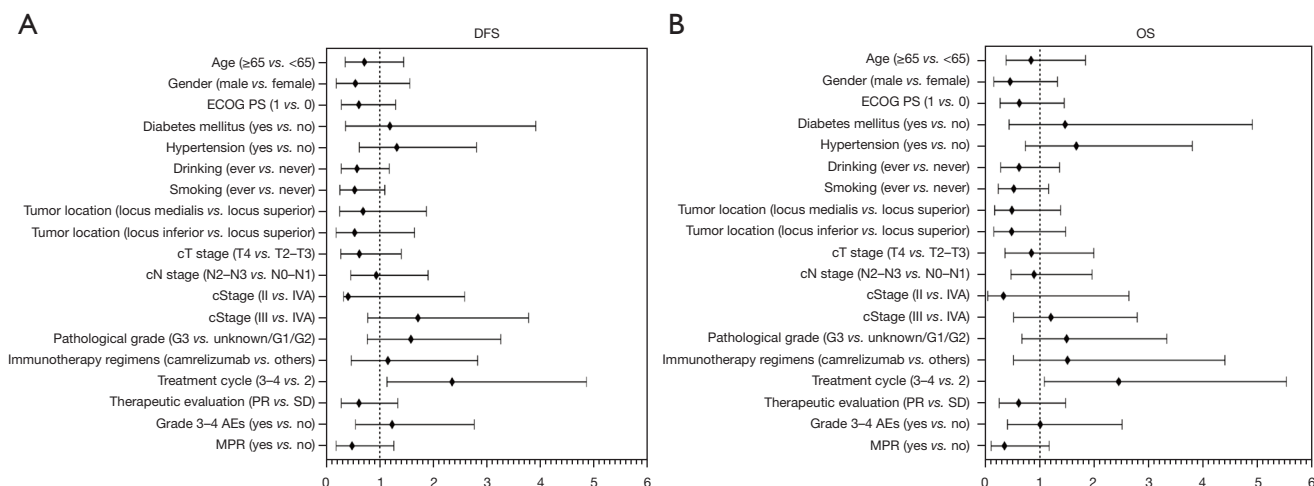 A
DFS
Age (≥65 vs. <65)
Gender (male vs. female)
ECOG PS (1 vs. 0)
Diabetes mellitus (yes vs. no)
Hypertension (yes vs. no)
Drinking (ever vs. never)
Smoking (ever vs. never)
Tumor location (locus medialis vs. locus superior)
Tumor location (locus inferior vs. locus superior)
cT stage (T4 vs. T2–T3)
cN stage (N2–N3 vs. N0–N1)
cStage (II vs. IVA)
cStage (III vs. IVA)
Pathological grade (G3 vs. unknown/G1/G2)
Immunotherapy regimens (camrelizumab vs. others)
Treatment cycle (3–4 vs. 2)
Therapeutic evaluation (PR vs. SD)
Grade 3–4 AEs (yes vs. no)
MPR (yes vs. no)
0 1 2 3 4 5 6
B
OS
Age (≥65 vs. <65)
Gender (male vs. female)
ECOG PS (1 vs. 0)
Diabetes mellitus (yes vs. no)
Hypertension (yes vs. no)
Drinking (ever vs. never)
Smoking (ever vs. never)
Tumor location (locus medialis vs. locus superior)
Tumor location (locus inferior vs. locus superior)
cT stage (T4 vs. T2–T3)
cN stage (N2–N3 vs. N0–N1)
cStage (II vs. IVA)
cStage (III vs. IVA)
Pathological grade (G3 vs. unknown/G1/G2)
Immunotherapy regimens (camrelizumab vs. others)
Treatment cycle (3–4 vs. 2)
Therapeutic evaluation (PR vs. SD)
Grade 3–4 AEs (yes vs. no)
MPR (yes vs. no)
0 1 2 3 4 5 6